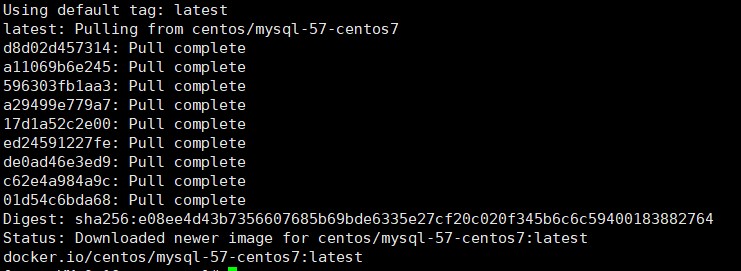 Using default tag: latest
latest: Pulling from centos/mysql-57-centos7
d8d02d457314: Pull complete
a11069b6e245: Pull complete
596303fb1aa3: Pull complete
a29499e779a7: Pull complete
17d1a52c2e00: Pull complete
ed24591227fe: Pull complete
de0ad46e3ed9: Pull complete
c62e4a984a9c: Pull complete
01d54c6bda68: Pull complete
Digest: sha256:e08ee4d43b7356607685b69bde6335e27cf20c020f345b6c6c59400183882764
Status: Downloaded newer image for centos/mysql-57-centos7:latest
docker.io/centos/mysql-57-centos7:latest